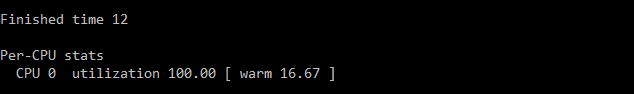 Finished time 12
Per-CPU stats
CPU 0 utilization 100.00 [ warm 16.67 ]